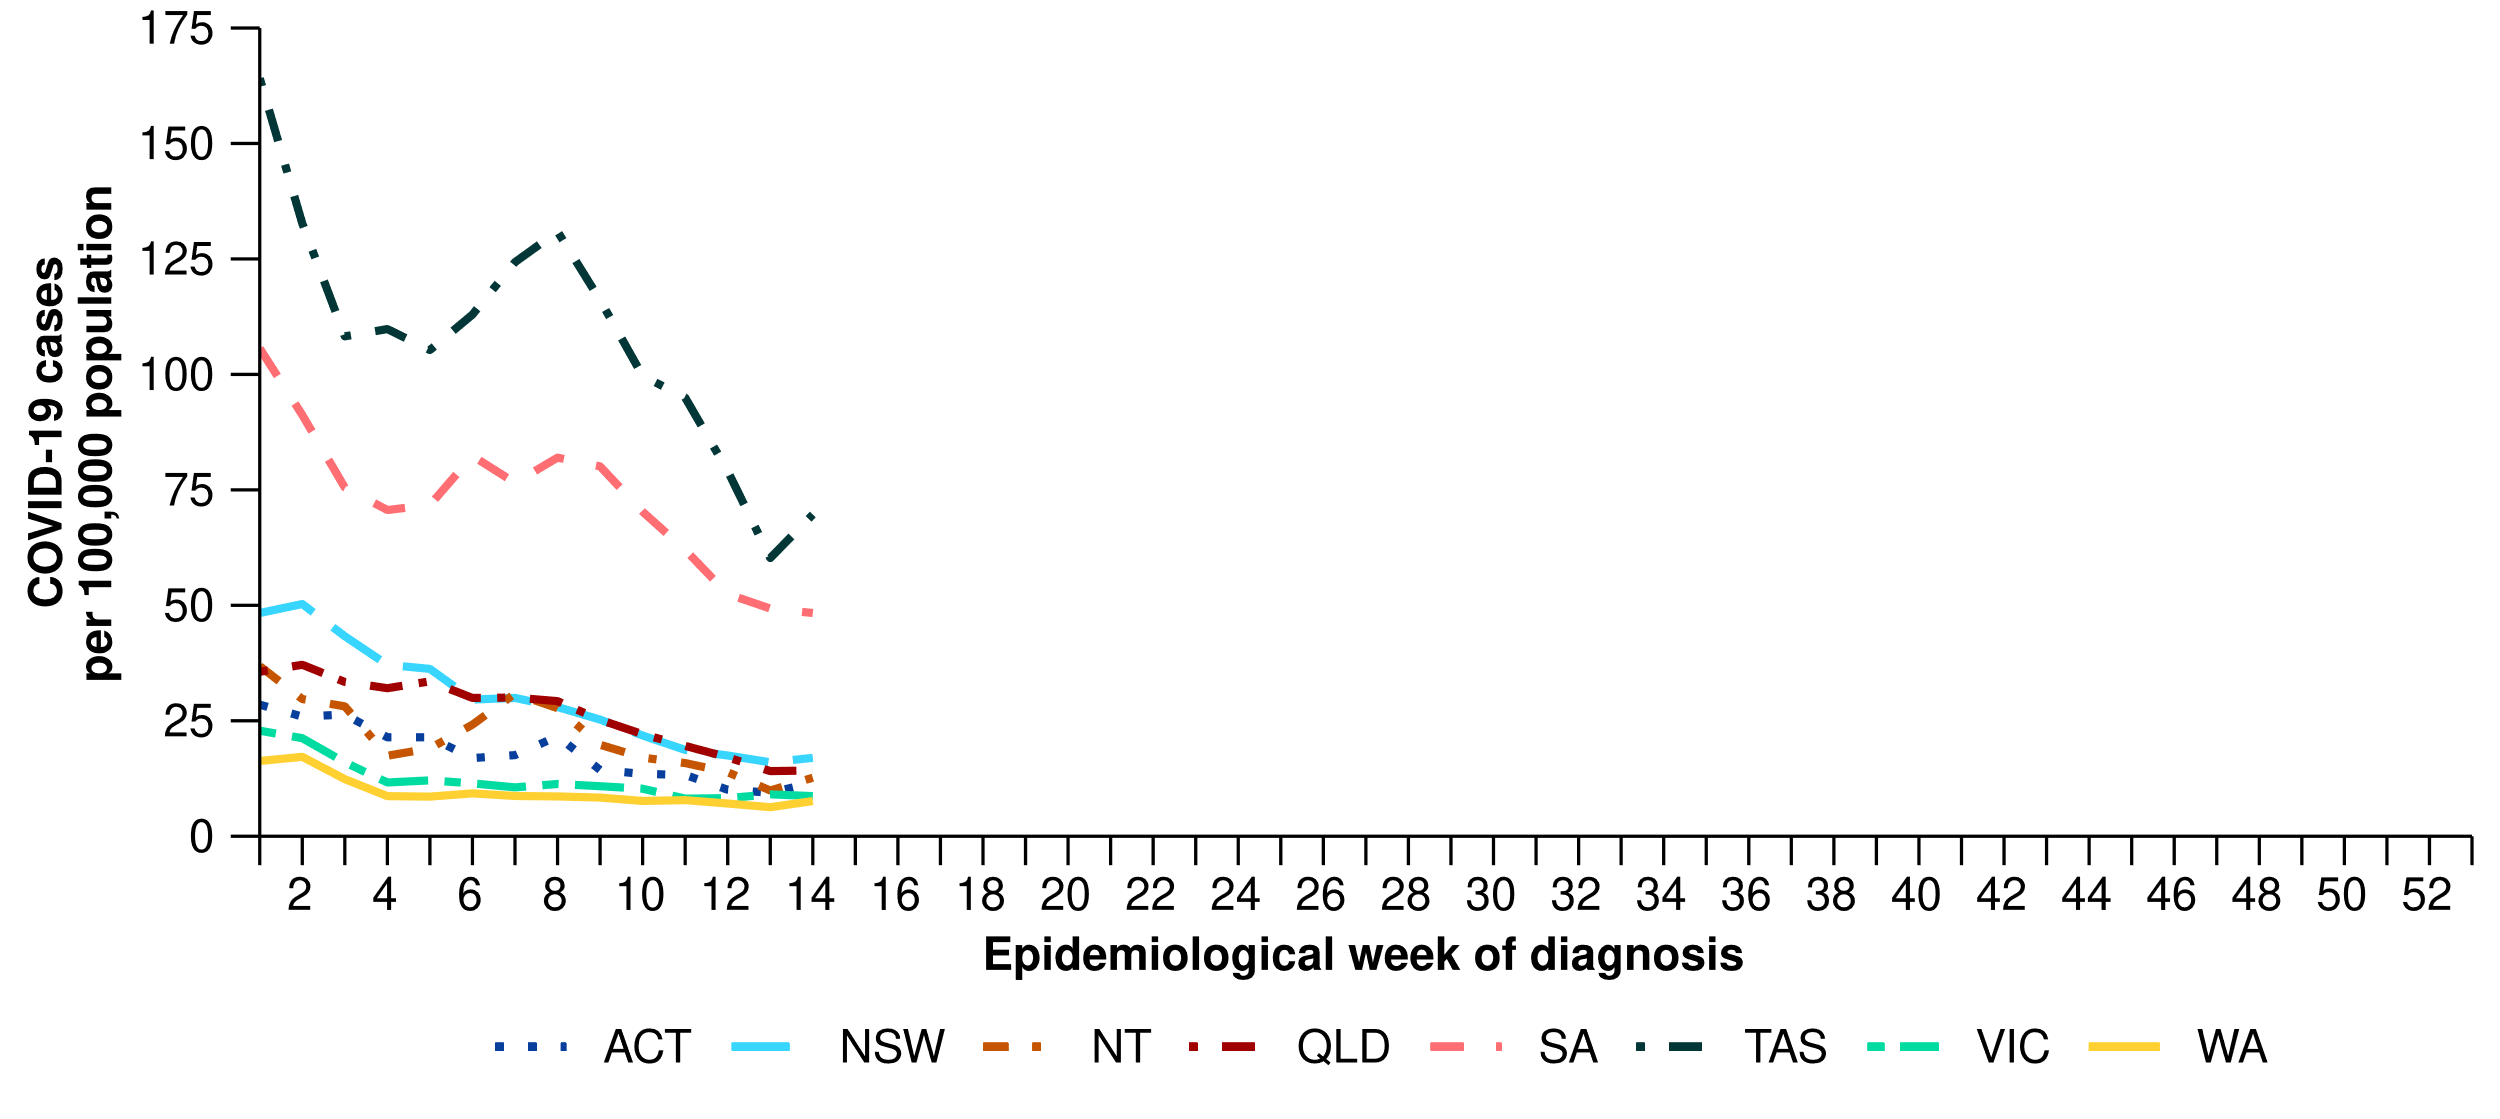 COVID-19 cases
per 100,000 population
175
150
125
100
75
50
25
0
2 4 6 8 10 12 14 16 18 20 22 24 26 28 30 32 34 36 38 40 42 44 46 48 50 52
Epidemiological week of diagnosis
ACT NSW NT QLD SA TAS VIC WA